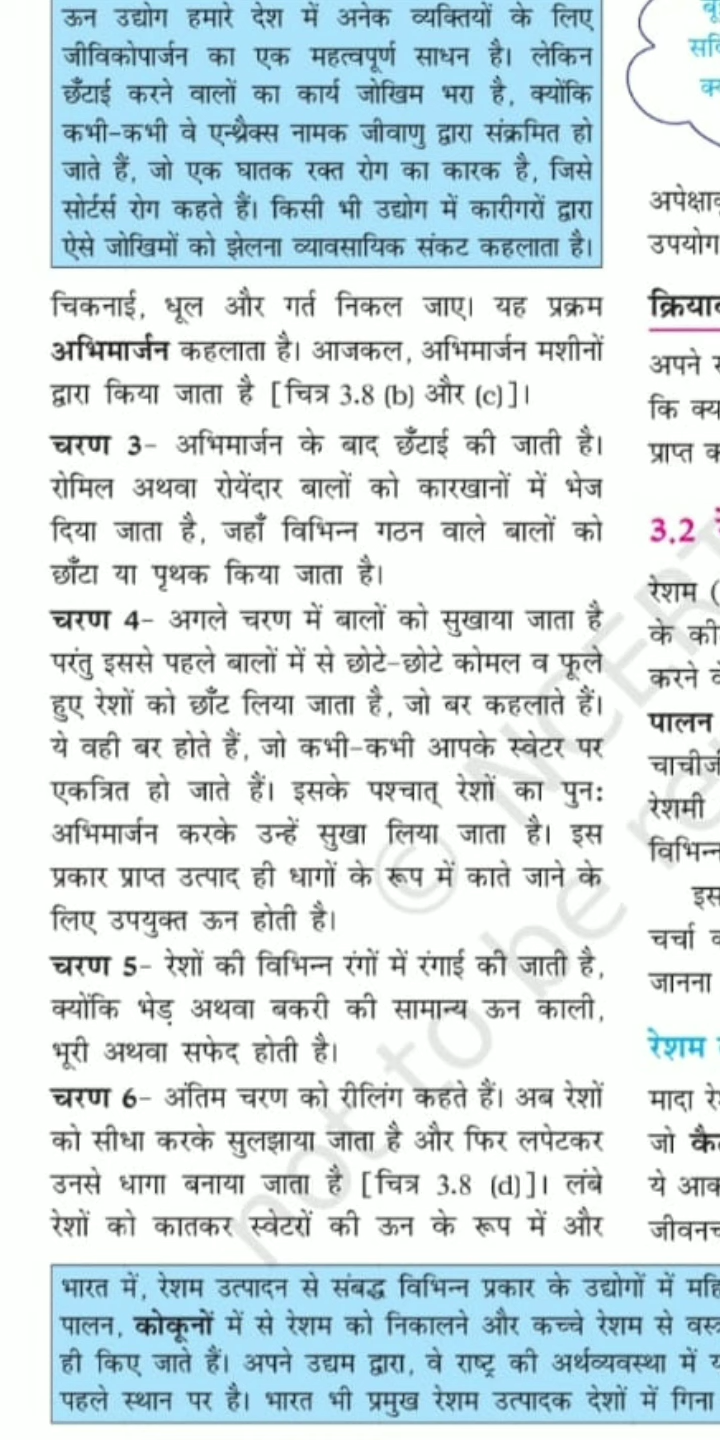 ऊन उद्योग हमारे देश में अनेक व्यक्तियों के लिए
जीविकोपार्जन का एक महत्वपूर्ण साधन है। लेकिन
छँटाई करने वालों का कार्य जोखिम भरा है, क्योंकि
कभी-कभी वे एन्थ्रैक्स नामक जीवाणु द्वारा संक्रमित हो
जाते हैं, जो एक घातक रक्त रोग का कारक है, जिसे
सोर्टर्स रोग कहते हैं। किसी भी उद्योग में कारीगरों द्वारा
ऐसे जोखिमों को झेलना व्यावसायिक संकट कहलाता है।
चिकनाई, धूल और गर्त निकल जाए। यह प्रक्रम
अभिमार्जन कहलाता है। आजकल, अभिमार्जन मशीनों
द्वारा किया जाता है [चित्र 3.8 (b) और (c)]।
चरण 3- अभिमार्जन के बाद छँटाई की जाती है।
रोमिल अथवा रोयेंदार बालों को कारखानों में भेज
दिया जाता है, जहाँ विभिन्न गठन वाले बालों को
छाँटा या पृथक किया जाता है।
चरण 4- अगले चरण में बालों को सुखाया जाता है
परंतु इससे पहले बालों में से छोटे-छोटे कोमल व फूले
हुए रेशों को छाँट लिया जाता है, जो बर कहलाते हैं।
ये वही बर होते हैं, जो कभी-कभी आपके स्वेटर पर
एकत्रित हो जाते हैं। इसके पश्चात् रेशों का पुन:
अभिमार्जन करके उन्हें सुखा लिया जाता है। इस
प्रकार प्राप्त उत्पाद ही धागों के रूप में काते जाने के
लिए उपयुक्त ऊन होती है।
चरण 5- रेशों की विभिन्न रंगों में रंगाई की जाती है,
क्योंकि भेड़ अथवा बकरी की सामान्य ऊन काली,
भूरी अथवा सफेद होती है।
चरण 6- अंतिम चरण को रीलिंग कहते हैं। अब रेशों
को सीधा करके सुलझाया जाता है और फिर लपेटकर
उनसे धागा बनाया जाता है [चित्र 3.8 (d)]। लंबे
रेशों को कातकर स्वेटरों की ऊन के रूप में और
उपयोग
अपने
कि
3.2
रेशम (
के
करने
पालन
रेशमी
चर्चा
जानना
रेशम
मादा
जो
ये
भारत में, रेशम उत्पादन से संबद्ध विभिन्न प्रकार के उद्योगों में
पालन, कोकूनों में से रेशम को निकालने और कच्चे रेशम से
ही किए जाते हैं। अपने उद्यम द्वारा, वे राष्ट्र की अर्थव्यवस्था में
पहले स्थान पर है। भारत भी प्रमुख रेशम उत्पादक देशों में गिना
© NCERT
not to be re